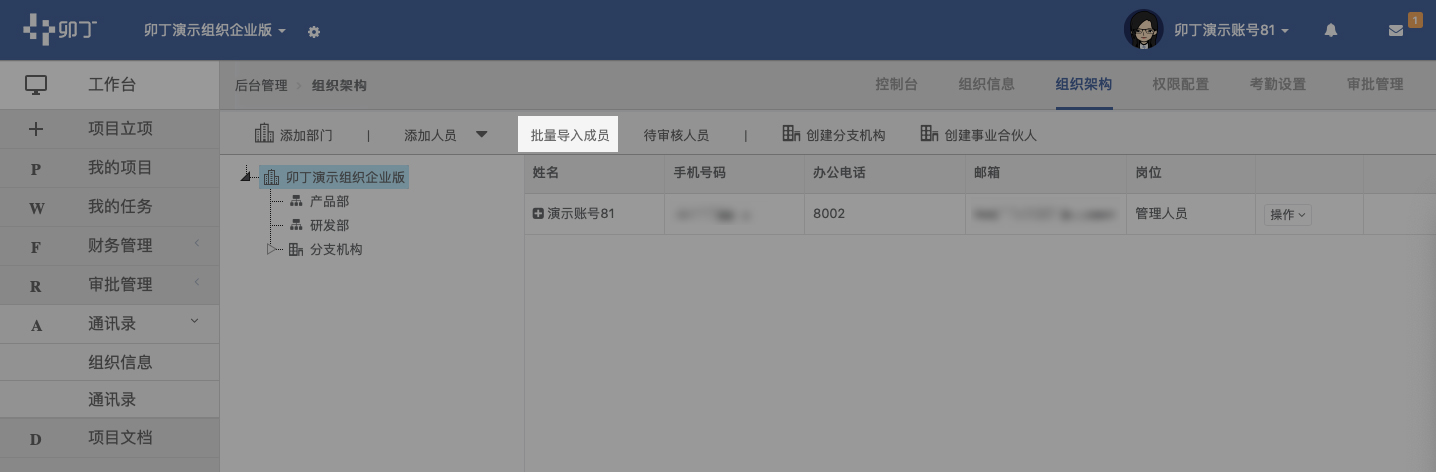 卯丁 卯丁演示组织企业版 卯丁演示账号81 1
工作台 后台管理 组织架构 控制台 组织信息 组织架构 权限配置 考勤设置 审批管理
项目立项 添加部门 | 添加人员 批量导入成员 待审核人员 | 创建分支机构 创建事业合伙人
P 我的项目 卯丁演示组织企业版 姓名 手机号码 办公电话 邮箱 岗位
W 我的任务 产品部 演示账号81 8002 管理人员 操作
研发部
F 财务管理 分支机构
R 审批管理
A 通讯录
组织信息
通讯录
D 项目文档